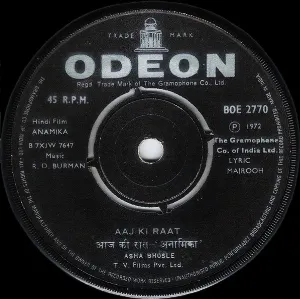 TRADE MARK
ODEON
Regd. Trade Mark of The Gramophone Co., Ltd.
45 R.P.M.
BOE 2770
Hindi Film
ANAMIKA
B 7XJW 7647
Music
R. D. BURMAN
P 1972
The Gramophone
Co. of India Ltd.
LYRIC
MAJROOH
AAJ KI RAAT
आज की रात अनामिका
ASHA BHOSLE
T. V. Films Pvt. Ltd.